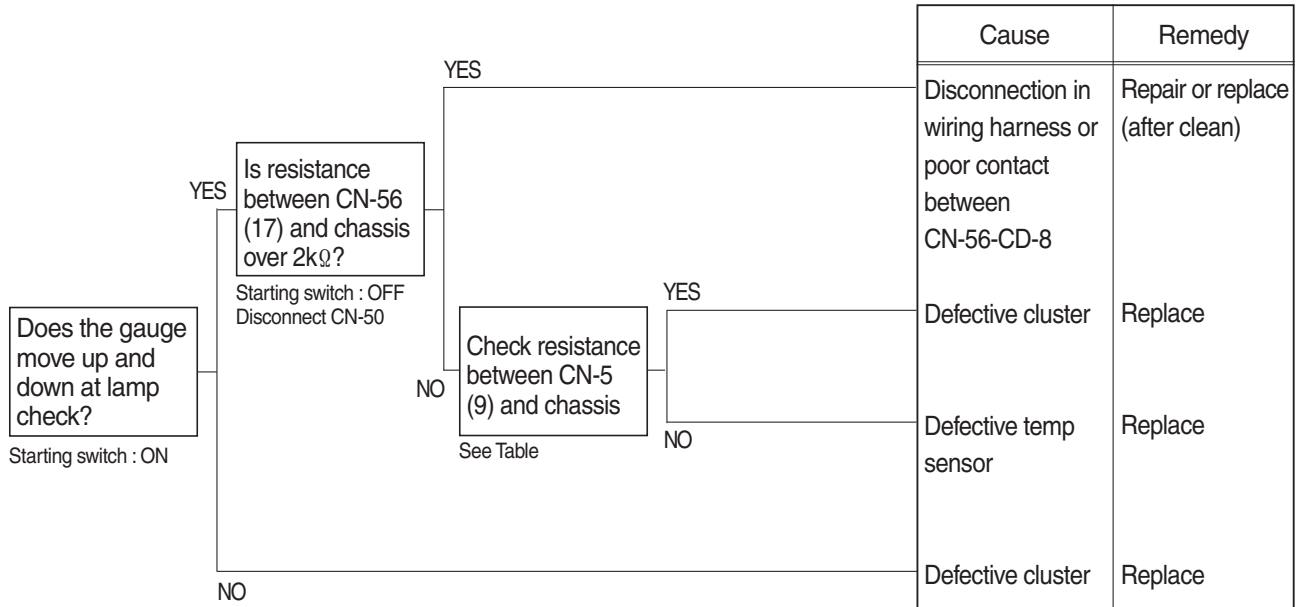 Cause
Remedy
YES
Disconnection in
wiring harness or
poor contact
between
CN-56-CD-8
Repair or replace
(after clean)
YES
Is resistance
between CN-56
(17) and chassis
over 2kΩ?
Starting switch : OFF
Disconnect CN-50
YES
Defective cluster
Replace
Does the gauge
move up and
down at lamp
check?
Starting switch : ON
NO
Check resistance
between CN-5
(9) and chassis
See Table
NO
Defective temp
sensor
Replace
NO
Defective cluster
Replace